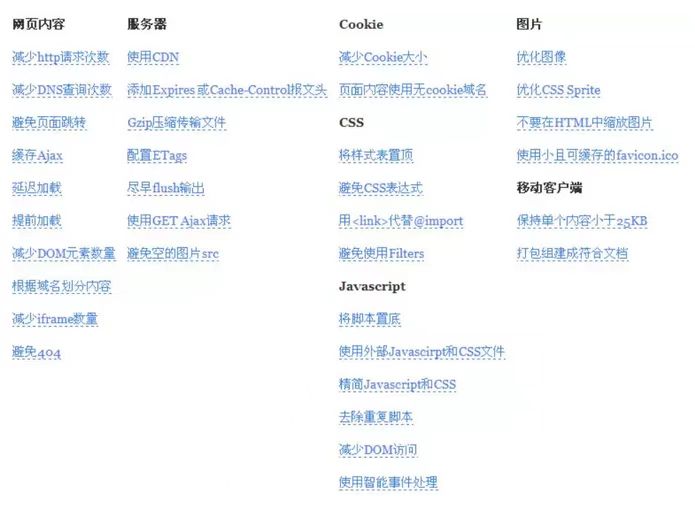 网页内容
减少http请求次数
减少DNS查询次数
避免页面跳转
缓存Ajax
延迟加载
提前加载
减少DOM元素数量
根据域名划分内容
减少iframe数量
避免404
服务器
使用CDN
添加Expires 或Cache-Control报文头
Gzip压缩传输文件
配置ETags
尽早flush输出
使用GET Ajax请求
避免空的图片src
Cookie
减少Cookie大小
页面内容使用无cookie域名
CSS
将样式表置顶
避免CSS表达式
用<link>代替@import
避免使用Filters
Javascript
将脚本置底
使用外部Javascirpt和CSS文件
精简Javascript和CSS
去除重复脚本
减少DOM访问
使用智能事件处理
图片
优化图像
优化CSS Sprite
不要在HTML中缩放图片
使用小且可缓存的favicon.ico
移动客户端
保持单个内容小于25KB
打包组建成符合文档